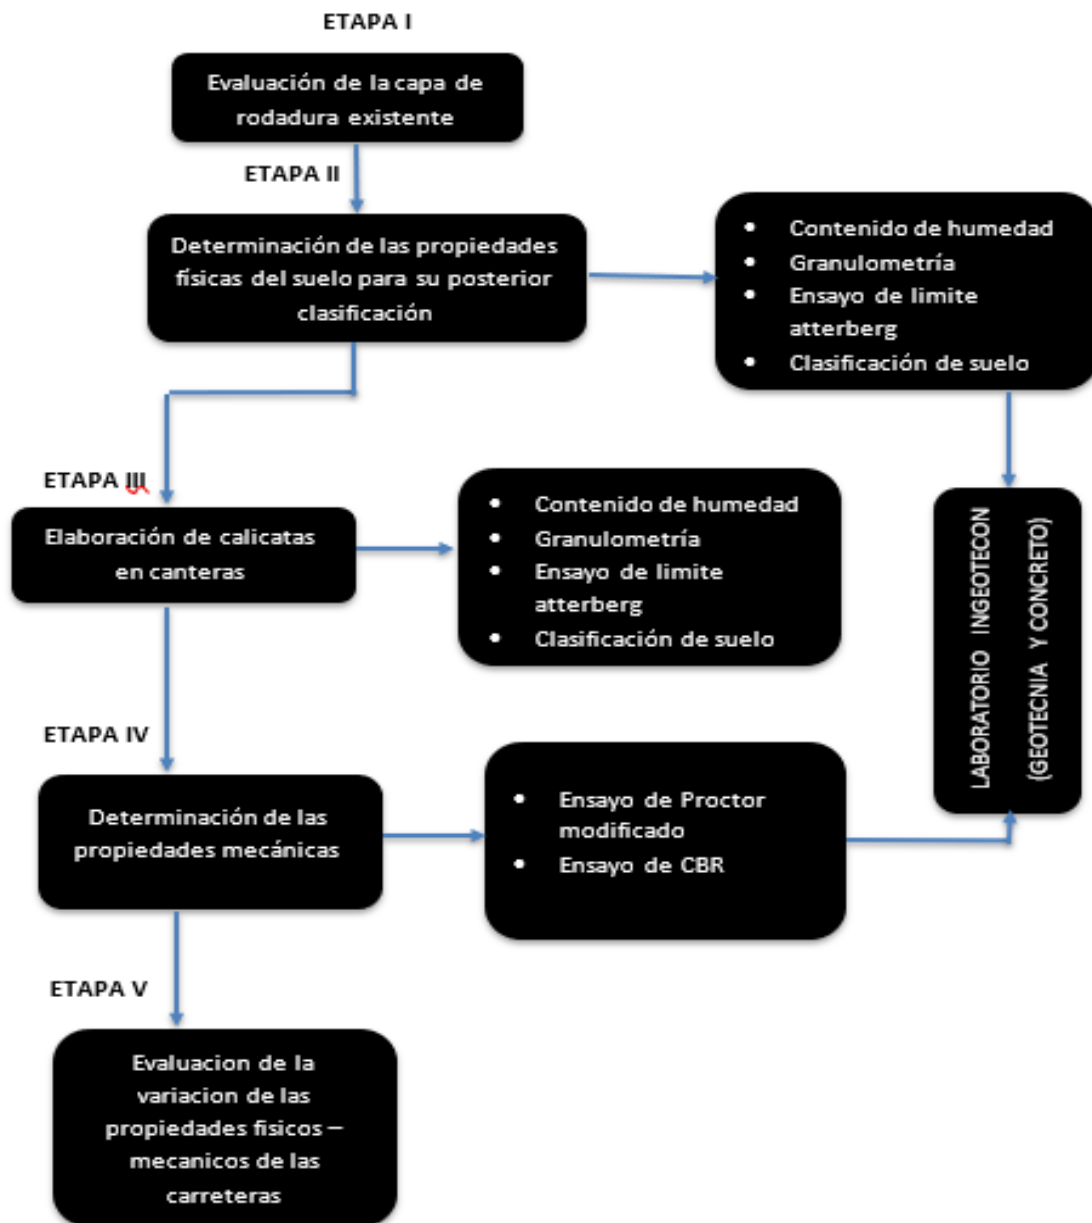 ETAPA I
Evaluación de la capa de
rodadura existente
ETAPA II
Determinación de las propiedades
físicas del suelo para su posterior
clasificación
• Contenido de humedad
• Granulometría
• Ensayo de limite
atterberg
• Clasificación de suelo
ETAPA III
Elaboración de calicatas
en canteras
• Contenido de humedad
• Granulometría
• Ensayo de limite
atterberg
• Clasificación de suelo
LABORATORIO INGEOTECON
(GEOTECNIA Y CONCRETO)
ETAPA IV
Determinación de las
propiedades mecánicas
• Ensayo de Proctor
modificado
• Ensayo de CBR
ETAPA V
Evaluacion de la
variacion de las
propiedades fisicos –
mecanicos de las
carreteras